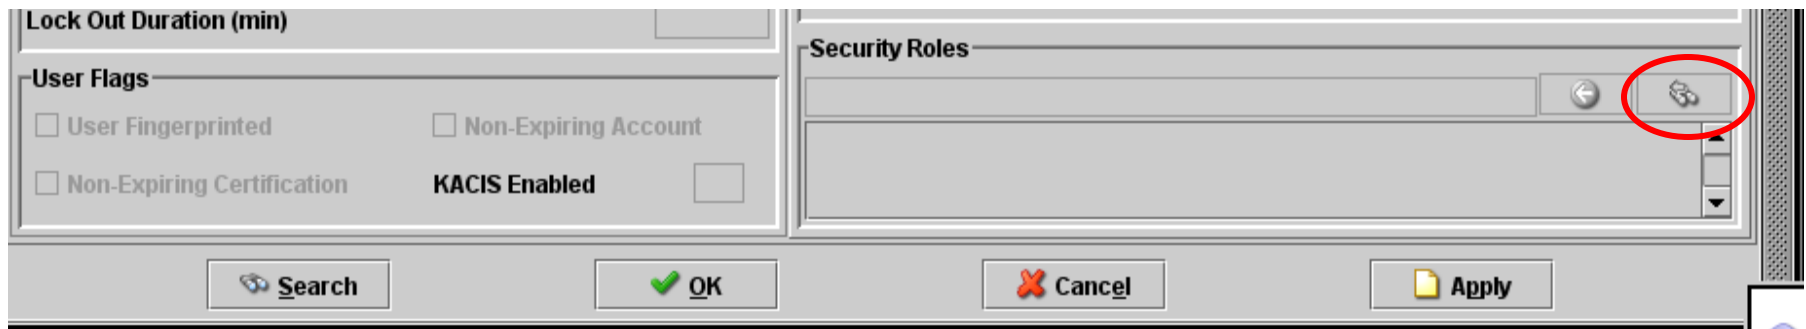 Lock Out Duration (min)
User Flags
User Fingerprinted
Non-Expiring Account
Non-Expiring Certification
KACIS Enabled
Security Roles
Search
OK
Cancel
Apply